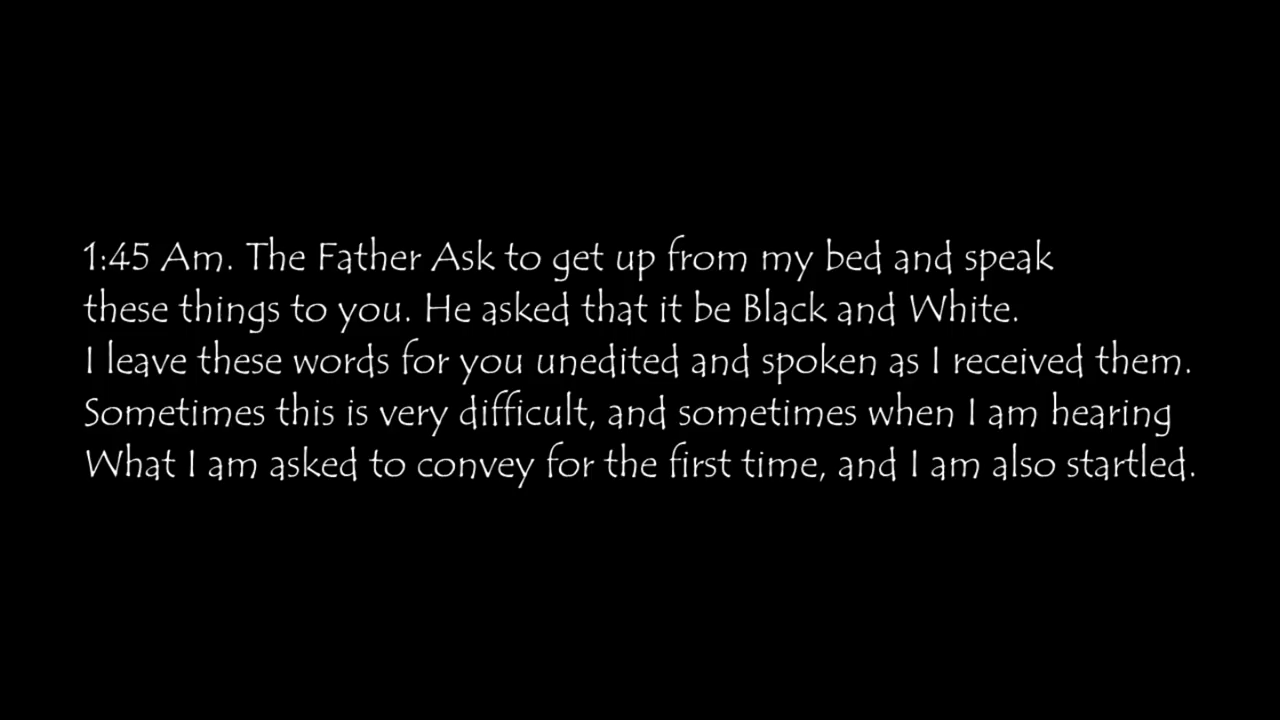 1:45 Am. The Father Ask to get up from my bed and speak
these things to you. He asked that it be Black and White.
I leave these words for you unedited and spoken as I received them.
Sometimes this is very difficult, and sometimes when I am hearing
What I am asked to convey for the first time, and I am also startled.